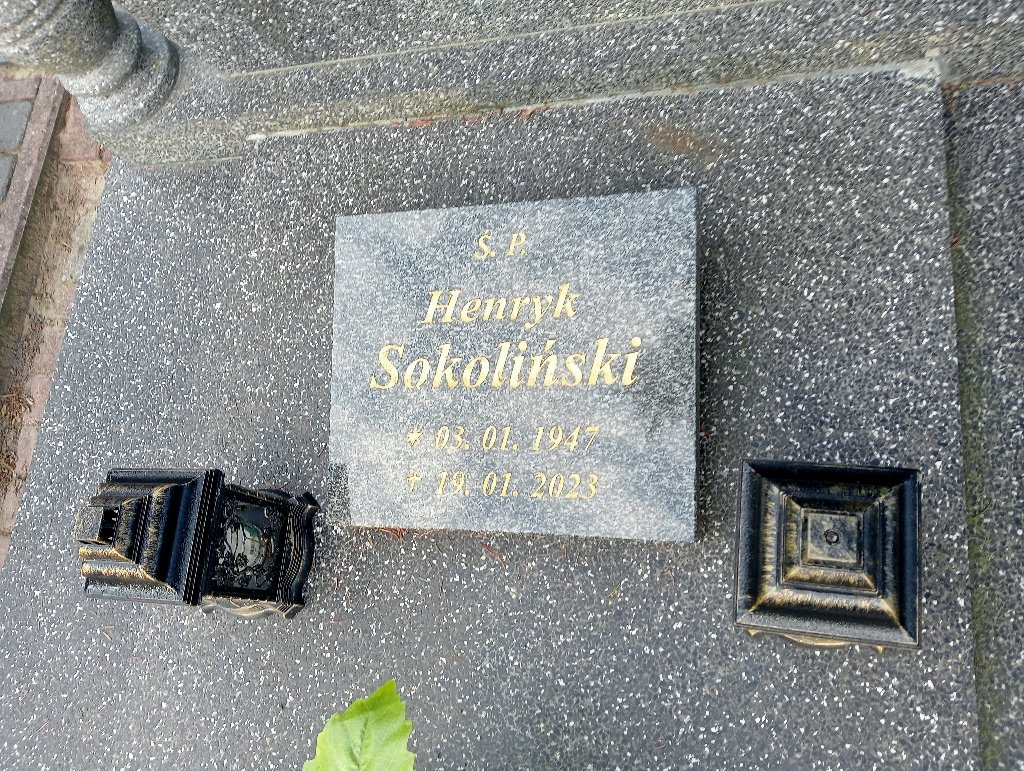 Ś. P.
Henryk
Sokoliński
* 03. 01. 1947
† 19. 01. 2023